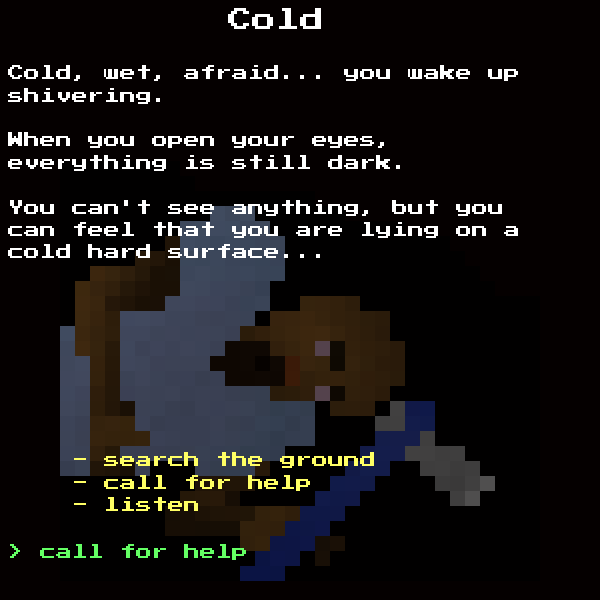 Cold
Cold, wet, afraid... you wake up
shivering.
When you open your eyes,
everything is still dark.
You can't see anything, but you
can feel that you are lying on a
cold hard surface...
- search the ground
- call for help
- listen
> call for help